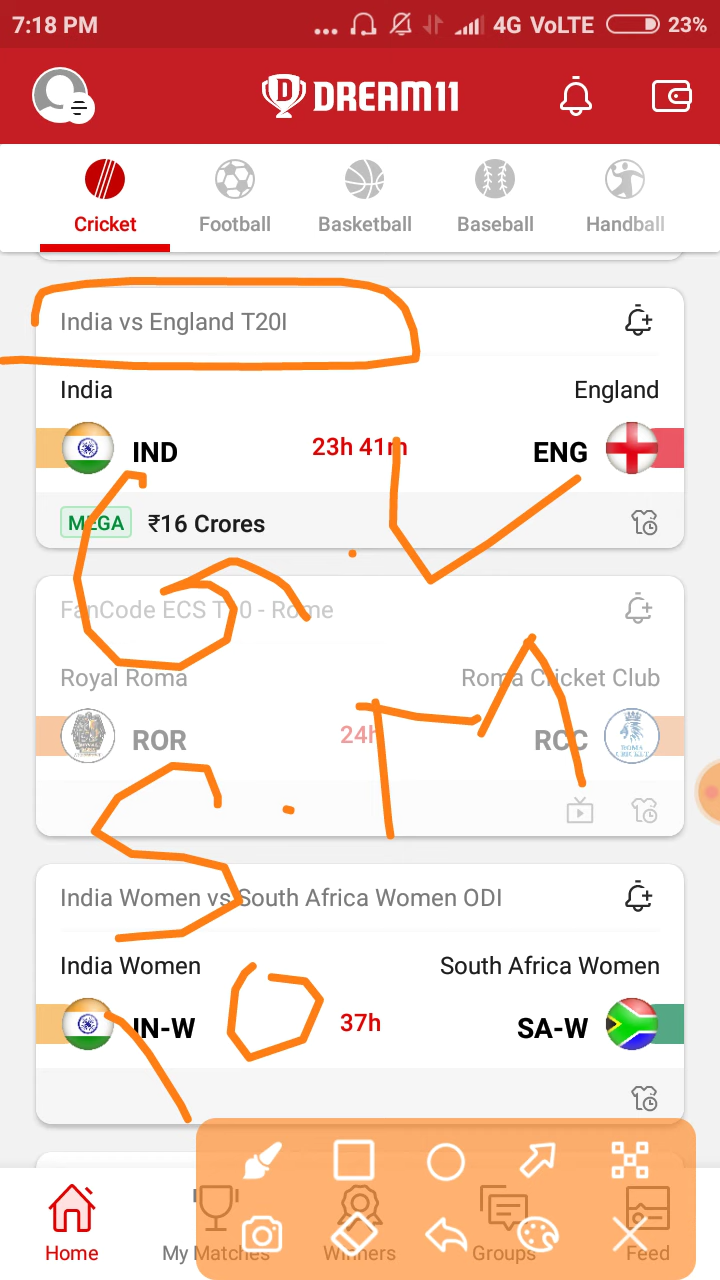 7:18 PM ... 4G VoLTE 23%
DREAM11
Cricket Football Basketball Baseball Handball
India vs England T20I
India England
IND 23h 41m ENG
MEGA ₹16 Crores
FanCode ECS T10 - Rome
Royal Roma Roma Cricket Club
ROR 24h RCC
India Women vs South Africa Women ODI
India Women South Africa Women
IN-W 37h SA-W
Home My Matches Winners Groups Feed